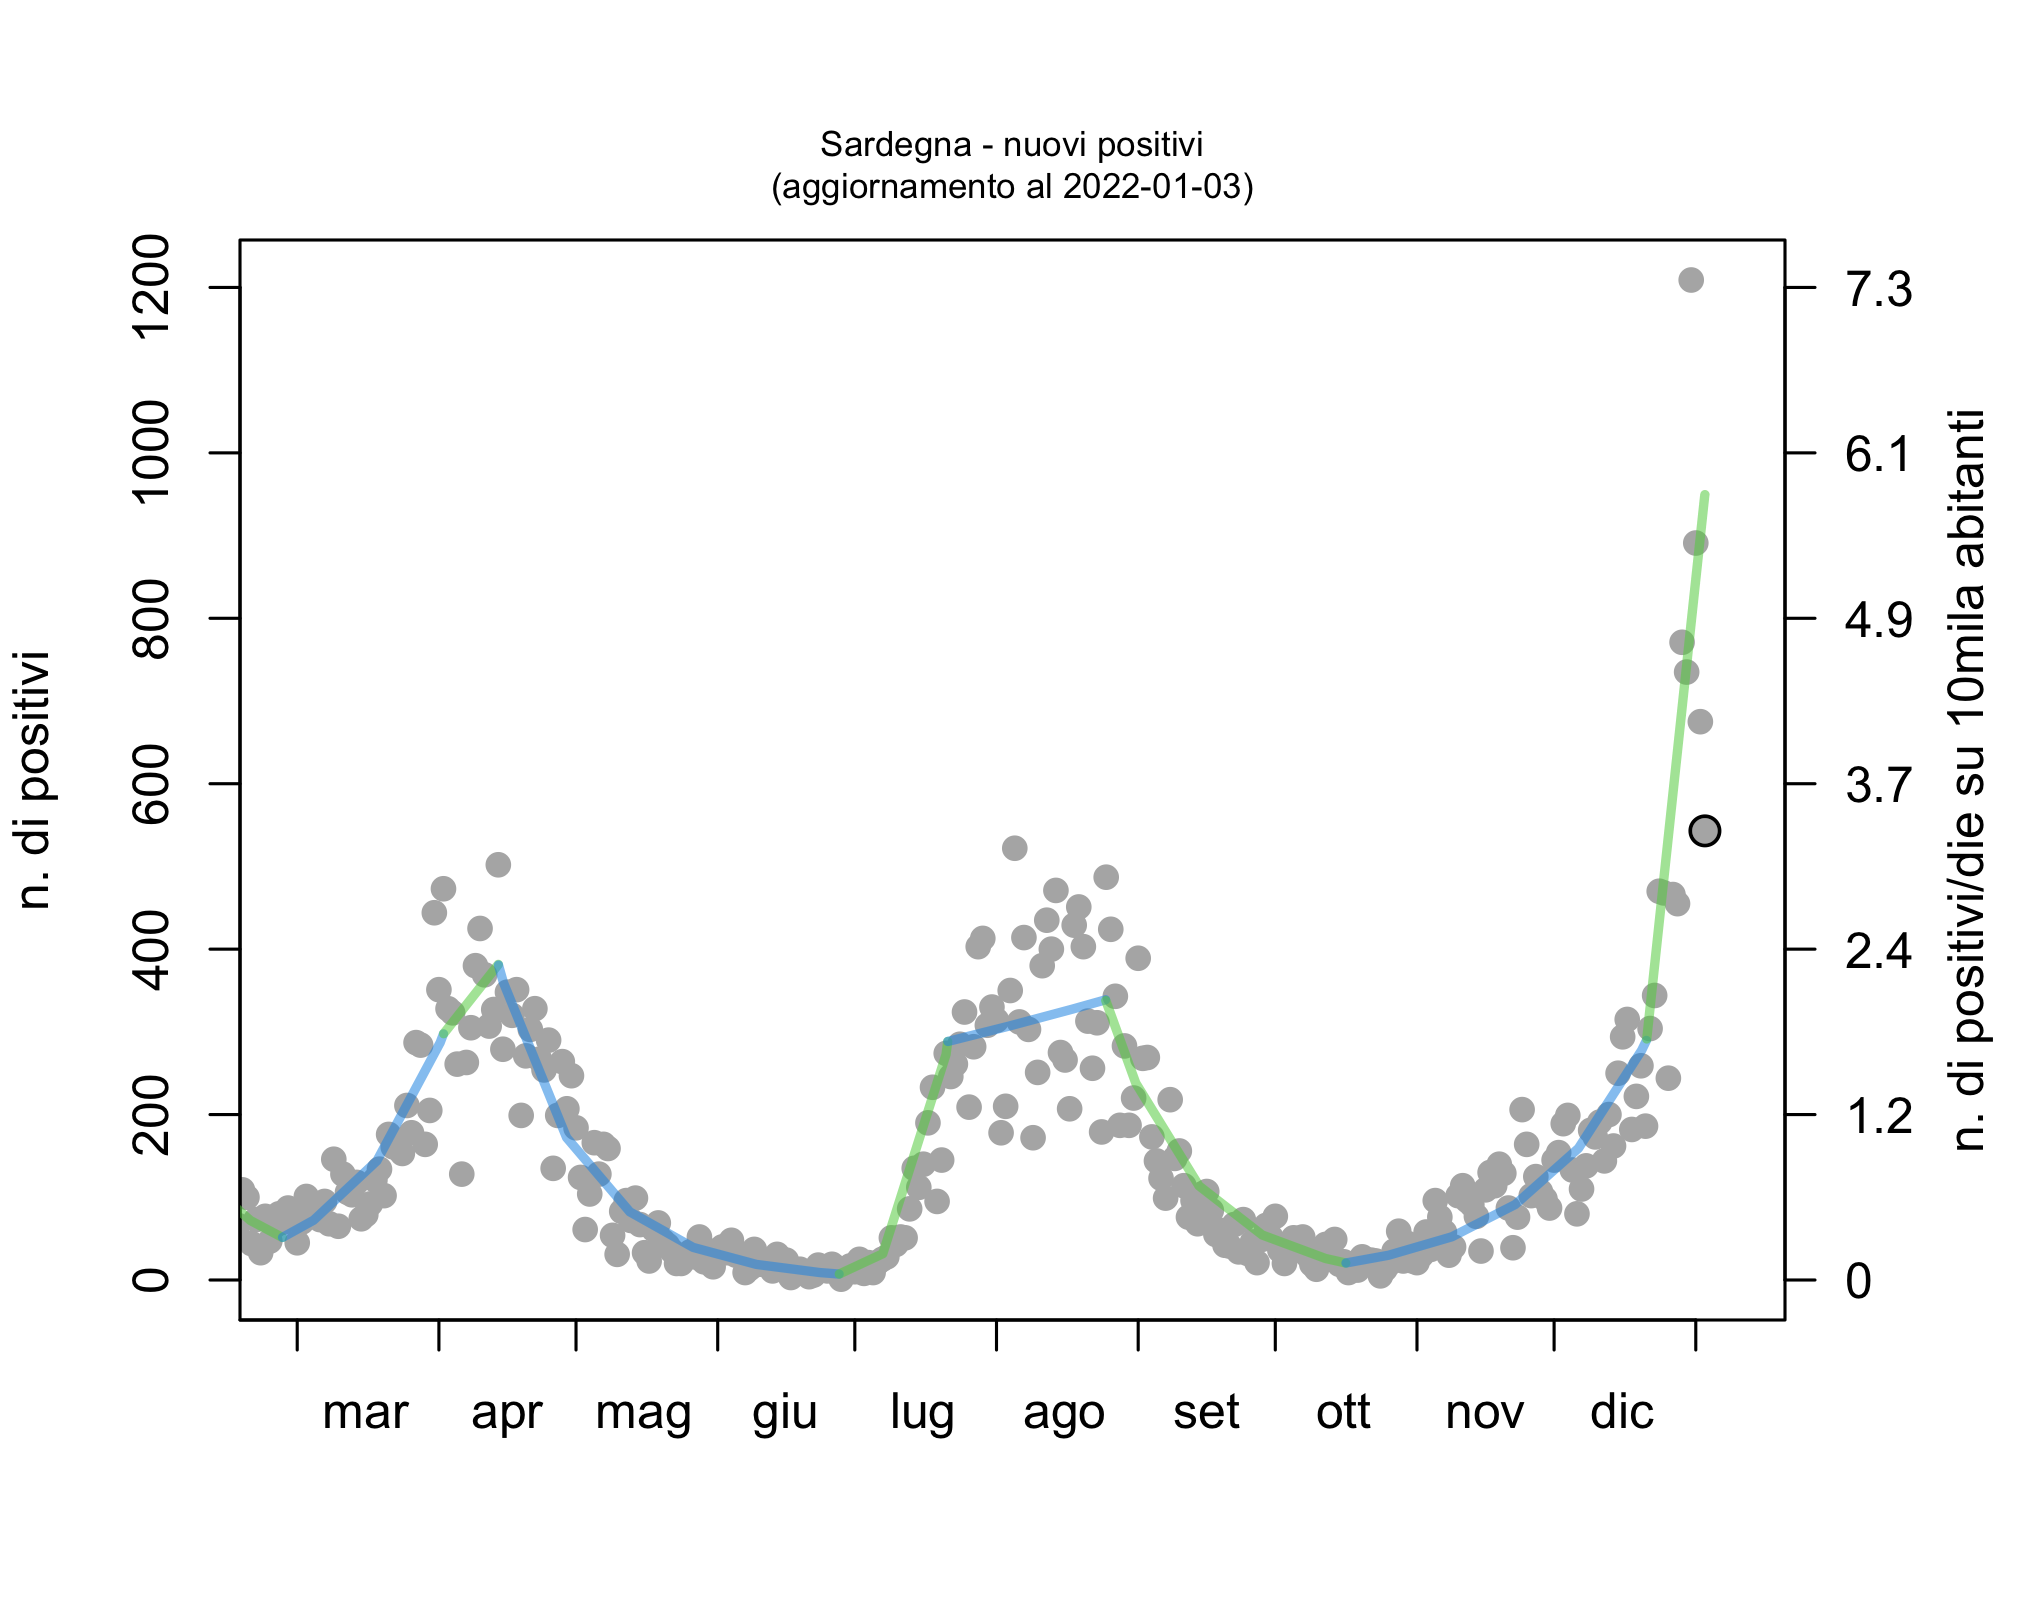 Sardegna - nuovi positivi
(aggiornamento al 2022-01-03)
n. di positivi
1200
1000
800
600
400
200
0
7.3
6.1
4.9
3.7
2.4
1.2
0
n. di positivi/die su 10mila abitanti
mar apr mag giu lug ago set ott nov dic